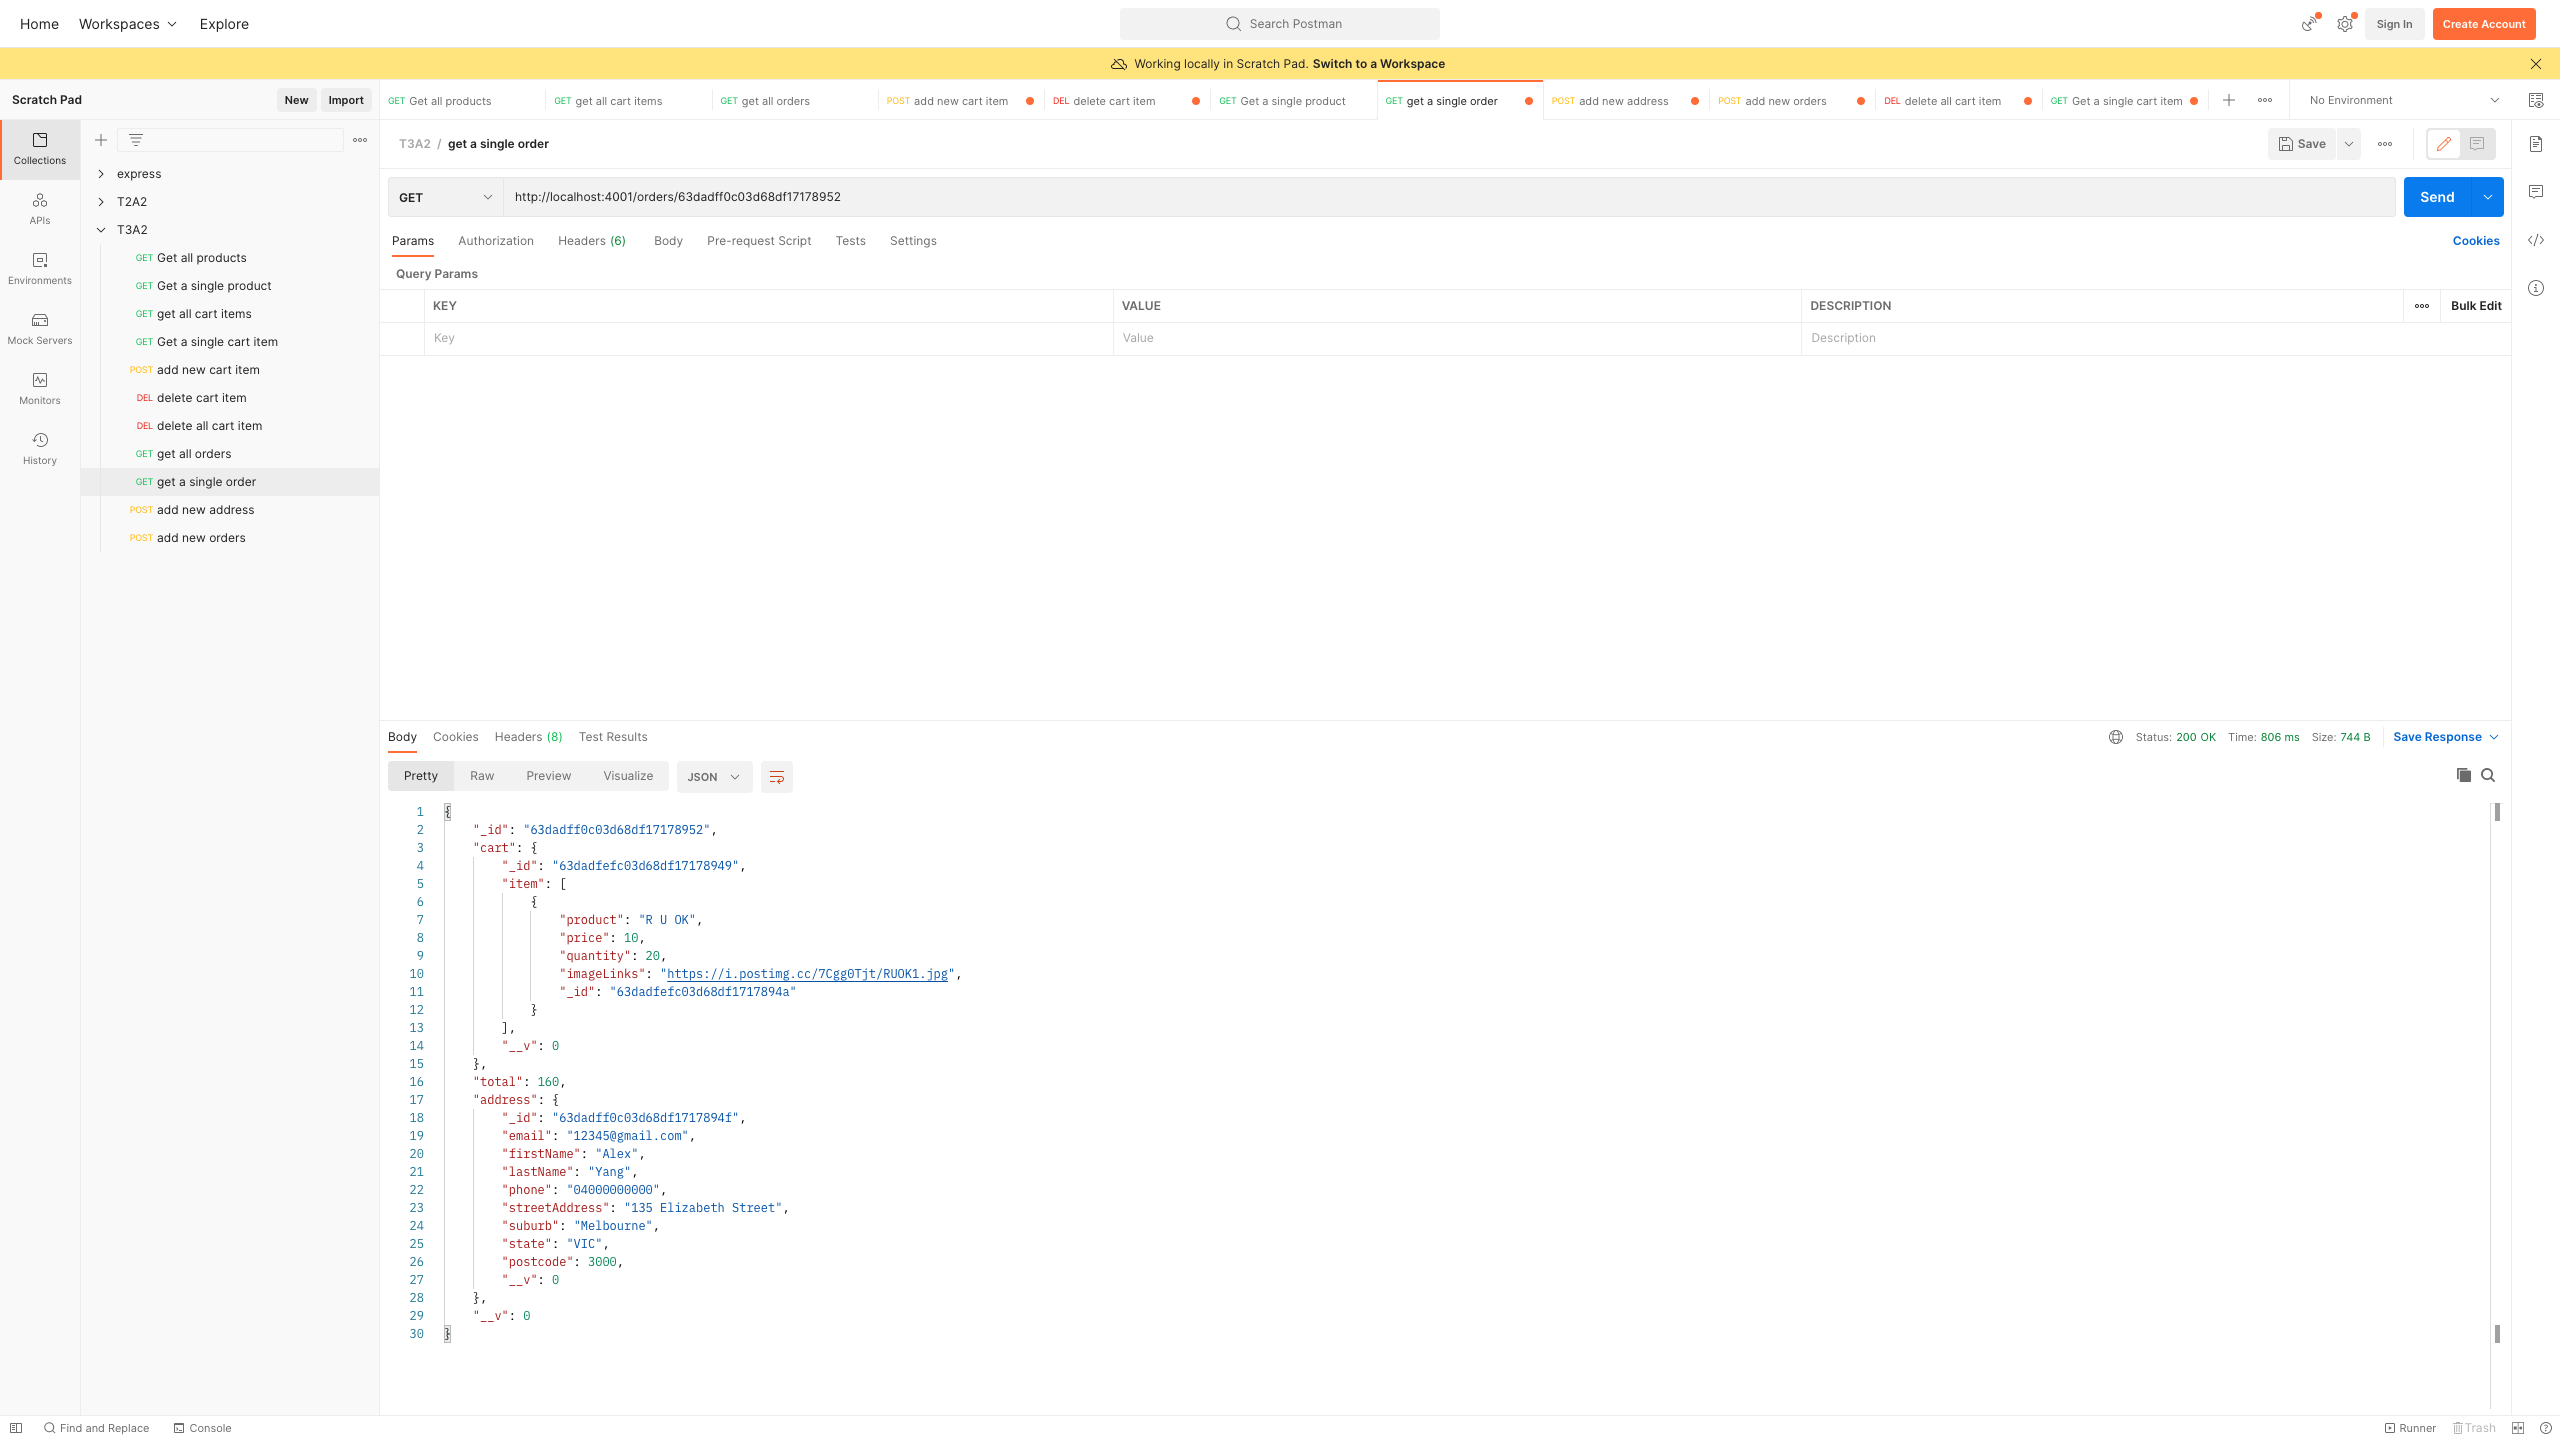 Home Workspaces Explore Search Postman Sign In Create Account
Working locally in Scratch Pad. Switch to a Workspace
Scratch Pad New Import GET Get all products GET get all cart items GET get all orders POST add new cart item DEL delete cart item GET Get a single product GET get a single order POST add new address POST add new orders DEL delete all cart item GET Get a single cart item No Environment
Collections
APIs
Environments
Mock Servers
Monitors
History
express
T2A2
T3A2
GET Get all products
GET Get a single product
GET get all cart items
GET Get a single cart item
POST add new cart item
DEL delete cart item
DEL delete all cart item
GET get all orders
GET get a single order
POST add new address
POST add new orders
T3A2 / get a single order Save
GET http://localhost:4001/orders/63dadff0c03d68df17178952 Send
Params Authorization Headers (6) Body Pre-request Script Tests Settings Cookies
Query Params
KEY VALUE DESCRIPTION Bulk Edit
Key Value Description
Body Cookies Headers (8) Test Results Status: 200 OK Time: 806 ms Size: 744 B Save Response
Pretty Raw Preview Visualize JSON
1 {
2 "_id": "63dadff0c03d68df17178952",
3 "cart": {
4 "_id": "63dadfefc03d68df17178949",
5 "item": [
6 {
7 "product": "R U OK",
8 "price": 10,
9 "quantity": 20,
10 "imageLinks": "https://i.postimg.cc/7Cgg0Tjt/RUOK1.jpg",
11 "_id": "63dadfefc03d68df1717894a"
12 }
13 ],
14 "__v": 0
15 },
16 "total": 160,
17 "address": {
18 "_id": "63dadff0c03d68df1717894f",
19 "email": "12345@gmail.com",
20 "firstName": "Alex",
21 "lastName": "Yang",
22 "phone": "04000000000",
23 "streetAddress": "135 Elizabeth Street",
24 "suburb": "Melbourne",
25 "state": "VIC",
26 "postcode": 3000,
27 "__v": 0
28 },
29 "__v": 0
30 }
Find and Replace Console Runner Trash